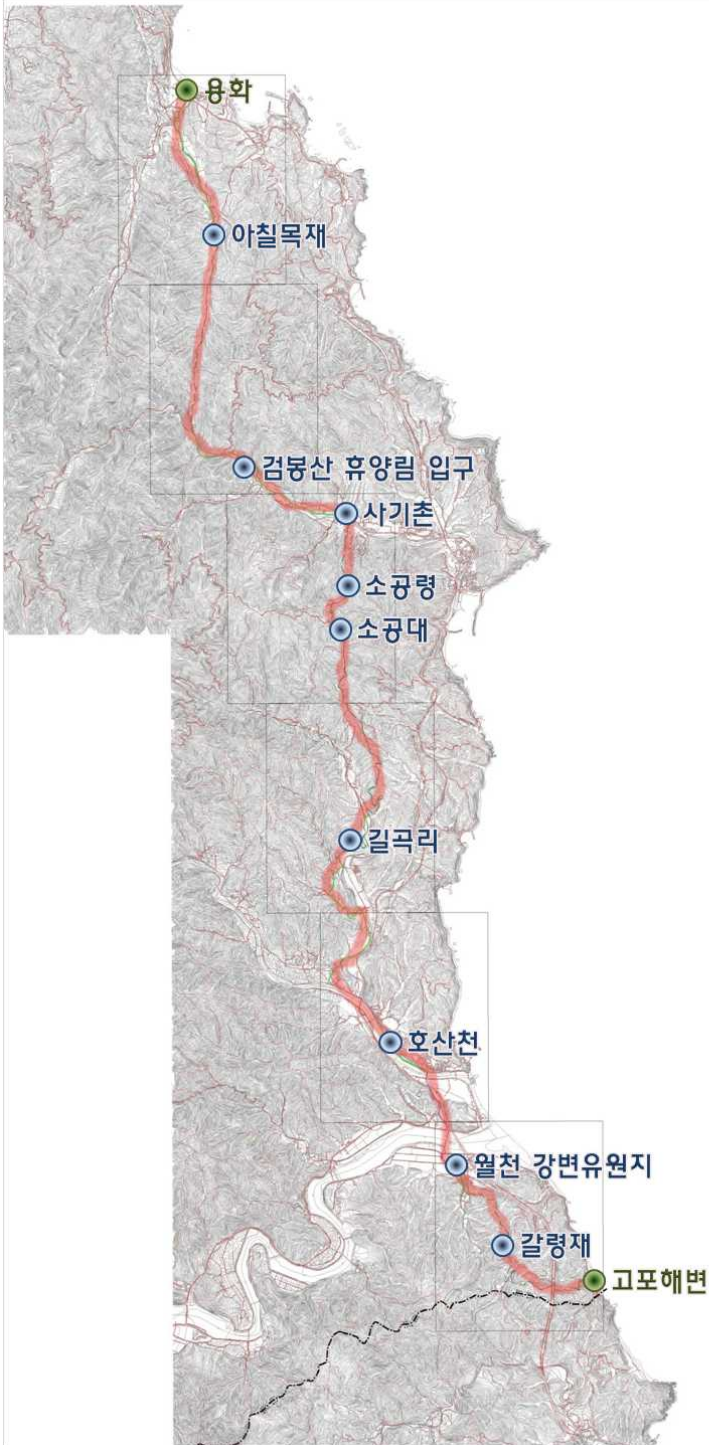 용화
아칠목재
검봉산 휴양림 입구
사기촌
소공령
소공대
길곡리
호산천
월천 강변유원지
갈령재
고포해변